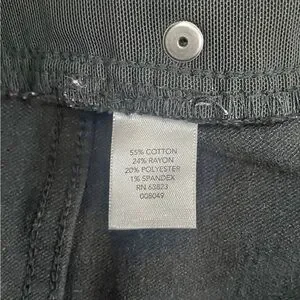 55% COTTON
24% RAYON
20% POLYESTER
1% SPANDEX
RN 63823
008049